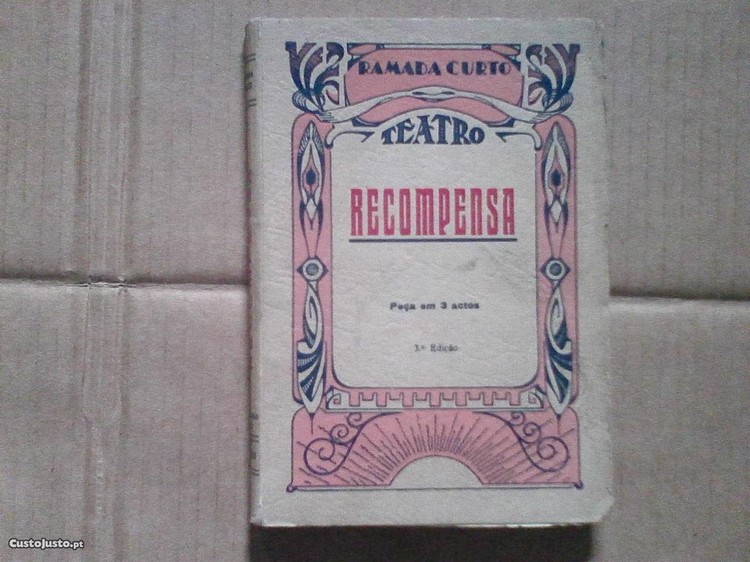 RAMADA CURTO
TEATRO
RECOMPENSA
Peça em 3 actos
3.ª Edição
CustoJusto.pt